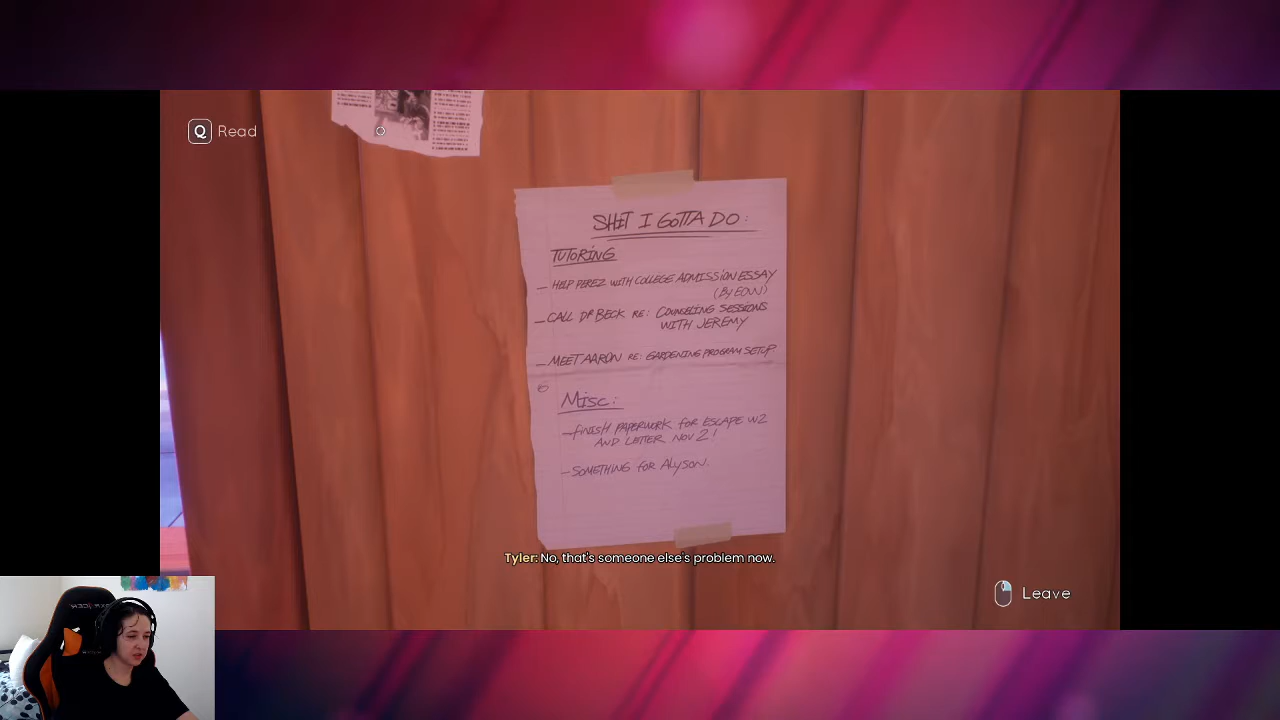 Q Read
SHIT I GOTTA DO:
TUTORING
- HELP PEREZ WITH COLLEGE ADMISSION ESSAY
(BY EOW)
- CALL DR BECK RE: COUNSELING SESSIONS
WITH JEREMY
- MEET AARON RE: GARDENING PROGRAM SETUP
MISC:
- FINISH PAPERWORK FOR ESCAPE W2
AND LETTER NOV 2!
- SOMETHING FOR ALYSON.
Tyler: No, that's someone else's problem now.
Leave